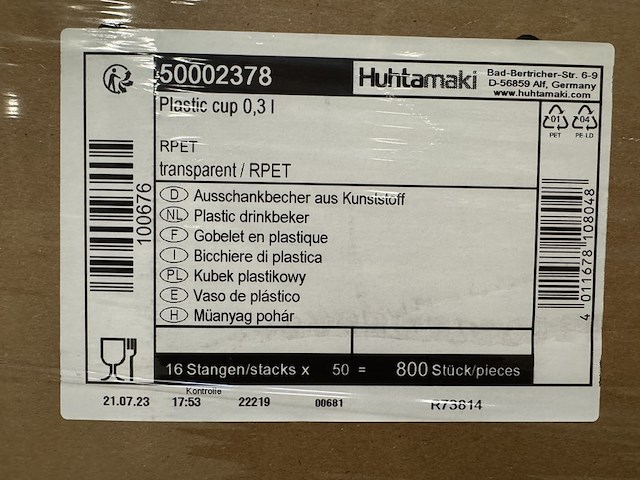 50002378
Huhtamaki
Bad-Bertricher-Str. 6-9
D-56859 Alf, Germany
www.huhtamaki.com
Plastic cup 0,3 l
01
PET
04
PE-LD
RPET
transparent / RPET
100676
D Ausschankbecher aus Kunststoff
NL Plastic drinkbeker
F Gobelet en plastique
I Bicchiere di plastica
PL Kubek plastikowy
E Vaso de plástico
H Müanyag pohár
4 011678 108048
16 Stangen/stacks x 50 = 800 Stück/pieces
Kontrolle
21.07.23 17:53 22219 00681 R73814